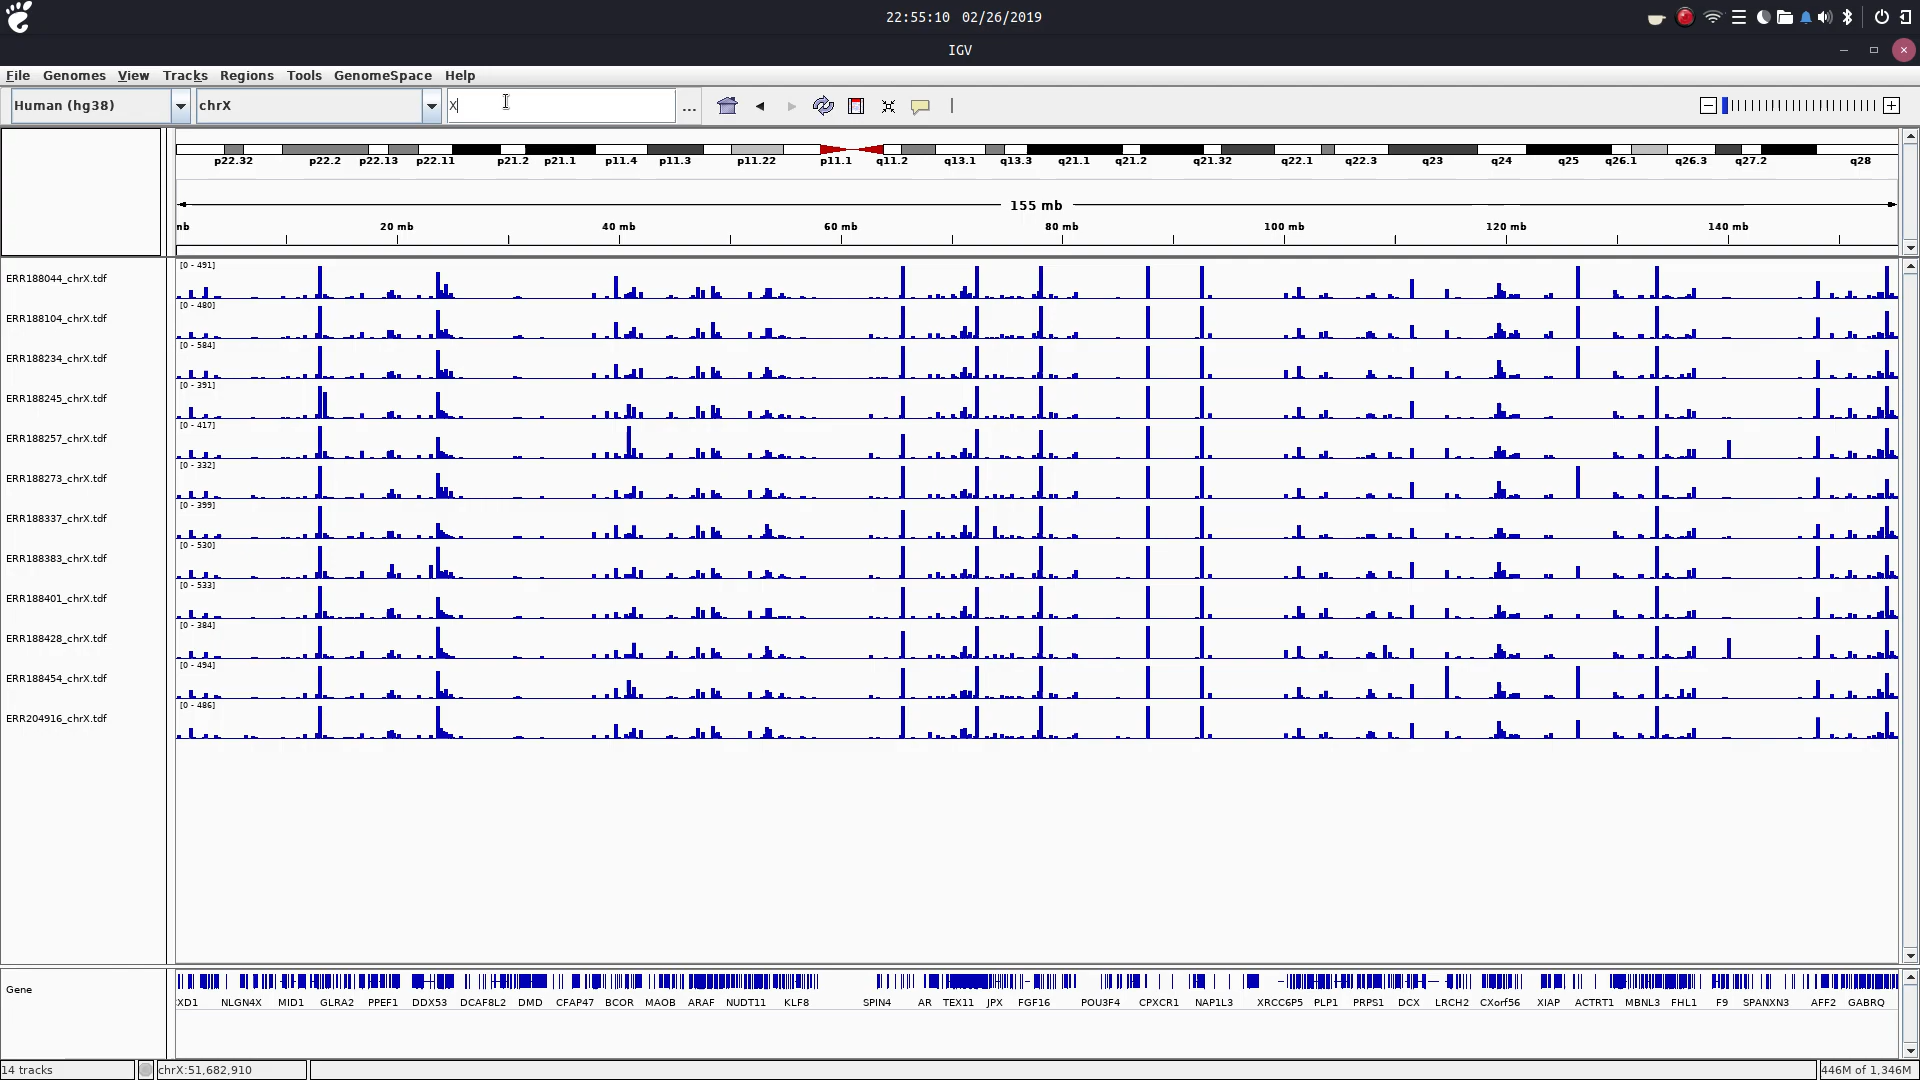 22:55:10 02/26/2019
IGV
File Genomes View Tracks Regions Tools GenomeSpace Help
Human (hg38) chrX X ...
p22.32 p22.2 p22.13 p22.11 p21.2 p21.1 p11.4 p11.3 p11.22 p11.1 q11.2 q13.1 q13.3 q21.1 q21.2 q21.32 q22.1 q22.3 q23 q24 q25 q26.1 q26.3 q27.2 q28
155 mb
20 mb 40 mb 60 mb 80 mb 100 mb 120 mb 140 mb
[0 - 491]
ERR188044_chrX.tdf
[0 - 480]
ERR188104_chrX.tdf
[0 - 584]
ERR188234_chrX.tdf
[0 - 391]
ERR188245_chrX.tdf
[0 - 417]
ERR188257_chrX.tdf
[0 - 332]
ERR188273_chrX.tdf
[0 - 399]
ERR188337_chrX.tdf
[0 - 530]
ERR188383_chrX.tdf
[0 - 533]
ERR188401_chrX.tdf
[0 - 384]
ERR188428_chrX.tdf
[0 - 494]
ERR188454_chrX.tdf
[0 - 486]
ERR204916_chrX.tdf
Gene
XD1 NLGN4X MID1 GLRA2 PPEF1 DDX53 DCAF8L2 DMD CFAP47 BCOR MAOB ARAF NUDT11 KLF8 SPIN4 AR TEX11 JPX FGF16 POU3F4 CPXCR1 NAP1L3 XRCC6P5 PLP1 PRPS1 DCX LRCH2 CXorf56 XIAP ACTRT1 MBNL3 FHL1 F9 SPANXN3 AFF2 GABRQ
14 tracks chrX:51,682,910 446M of 1,346M